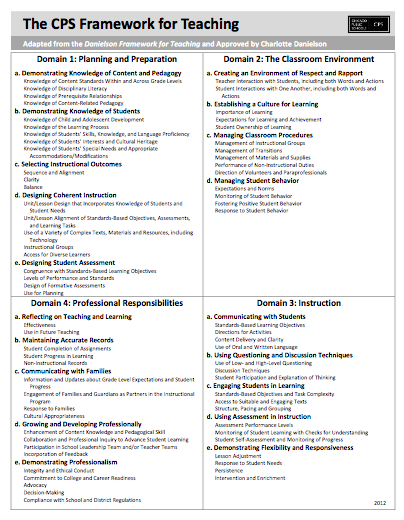 The CPS Framework for Teaching
CHICAGO
PUBLIC
SCHOOLS
CPS
Adapted from the Danielson Framework for Teaching and Approved by Charlotte Danielson
Domain 1: Planning and Preparation
a. Demonstrating Knowledge of Content and Pedagogy
Knowledge of Content Standards Within and Across Grade Levels
Knowledge of Disciplinary Literacy
Knowledge of Prerequisite Relationships
Knowledge of Content-Related Pedagogy
b. Demonstrating Knowledge of Students
Knowledge of Child and Adolescent Development
Knowledge of the Learning Process
Knowledge of Students' Skills, Knowledge, and Language Proficiency
Knowledge of Students' Interests and Cultural Heritage
Knowledge of Students' Special Needs and Appropriate
Accommodations/Modifications
c. Selecting Instructional Outcomes
Sequence and Alignment
Clarity
Balance
d. Designing Coherent Instruction
Unit/Lesson Design that Incorporates Knowledge of Students and
Student Needs
Unit/Lesson Alignment of Standards-Based Objectives, Assessments,
and Learning Tasks
Use of a Variety of Complex Texts, Materials and Resources, including
Technology
Instructional Groups
Access for Diverse Learners
e. Designing Student Assessment
Congruence with Standards-Based Learning Objectives
Levels of Performance and Standards
Design of Formative Assessments
Use for Planning
Domain 2: The Classroom Environment
a. Creating an Environment of Respect and Rapport
Teacher Interaction with Students, including both Words and Actions
Student Interactions with One Another, including both Words and
Actions
b. Establishing a Culture for Learning
Importance of Learning
Expectations for Learning and Achievement
Student Ownership of Learning
c. Managing Classroom Procedures
Management of Instructional Groups
Management of Transitions
Management of Materials and Supplies
Performance of Non-Instructional Duties
Direction of Volunteers and Paraprofessionals
d. Managing Student Behavior
Expectations and Norms
Monitoring of Student Behavior
Fostering Positive Student Behavior
Response to Student Behavior
Domain 4: Professional Responsibilities
a. Reflecting on Teaching and Learning
Effectiveness
Use in Future Teaching
b. Maintaining Accurate Records
Student Completion of Assignments
Student Progress in Learning
Non-Instructional Records
c. Communicating with Families
Information and Updates about Grade Level Expectations and Student
Progress
Engagement of Families and Guardians as Partners in the Instructional
Program
Response to Families
Cultural Appropriateness
d. Growing and Developing Professionally
Enhancement of Content Knowledge and Pedagogical Skill
Collaboration and Professional Inquiry to Advance Student Learning
Participation in School Leadership Team and/or Teacher Teams
Incorporation of Feedback
e. Demonstrating Professionalism
Integrity and Ethical Conduct
Commitment to College and Career Readiness
Advocacy
Decision-Making
Compliance with School and District Regulations
Domain 3: Instruction
a. Communicating with Students
Standards-Based Learning Objectives
Directions for Activities
Content Delivery and Clarity
Use of Oral and Written Language
b. Using Questioning and Discussion Techniques
Use of Low- and High-Level Questioning
Discussion Techniques
Student Participation and Explanation of Thinking
c. Engaging Students in Learning
Standards-Based Objectives and Task Complexity
Access to Suitable and Engaging Texts
Structure, Pacing and Grouping
d. Using Assessment in Instruction
Assessment Performance Levels
Monitoring of Student Learning with Checks for Understanding
Student Self-Assessment and Monitoring of Progress
e. Demonstrating Flexibility and Responsiveness
Lesson Adjustment
Response to Student Needs
Persistence
Intervention and Enrichment
2012